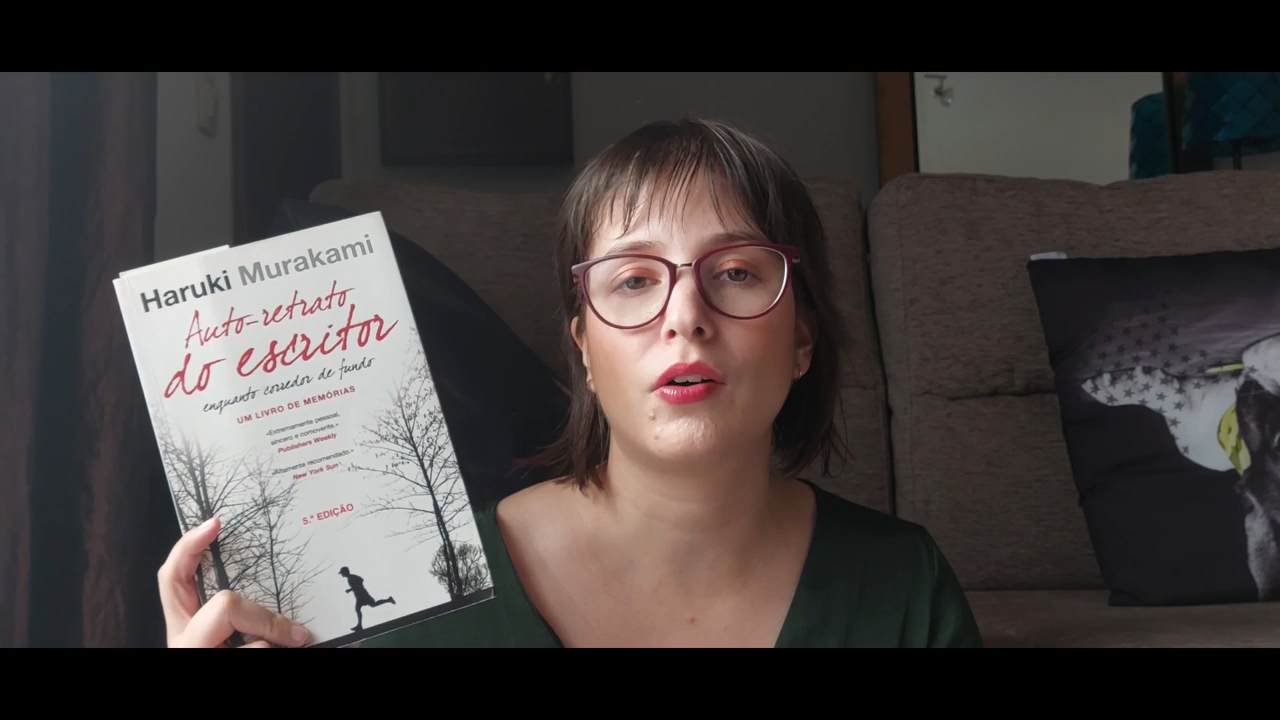 Haruki Murakami
Auto-retrato
do escritor
enquanto corredor de fundo
UM LIVRO DE MEMÓRIAS
«Extremamente pessoal,
sincero e comovente.»
Publishers Weekly
«Altamente recomendado.»
New York Sun
5.ª EDIÇÃO